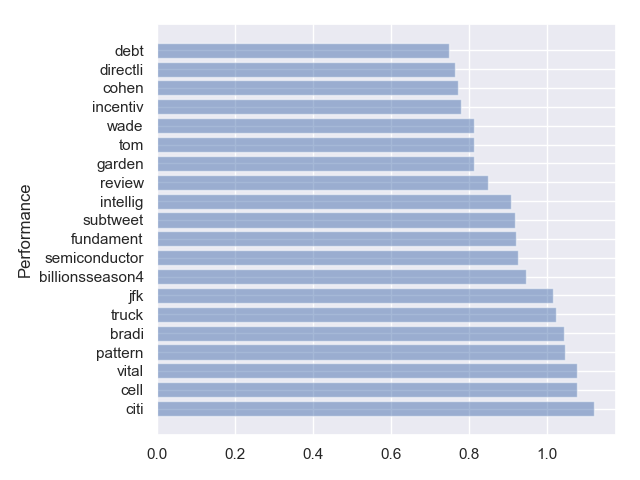 debt
directli
cohen
incentiv
wade
tom
garden
review
intellig
subtweet
fundament
semiconductor
billionsseason4
jfk
truck
bradi
pattern
vital
cell
citi
Performance
0.0 0.2 0.4 0.6 0.8 1.0